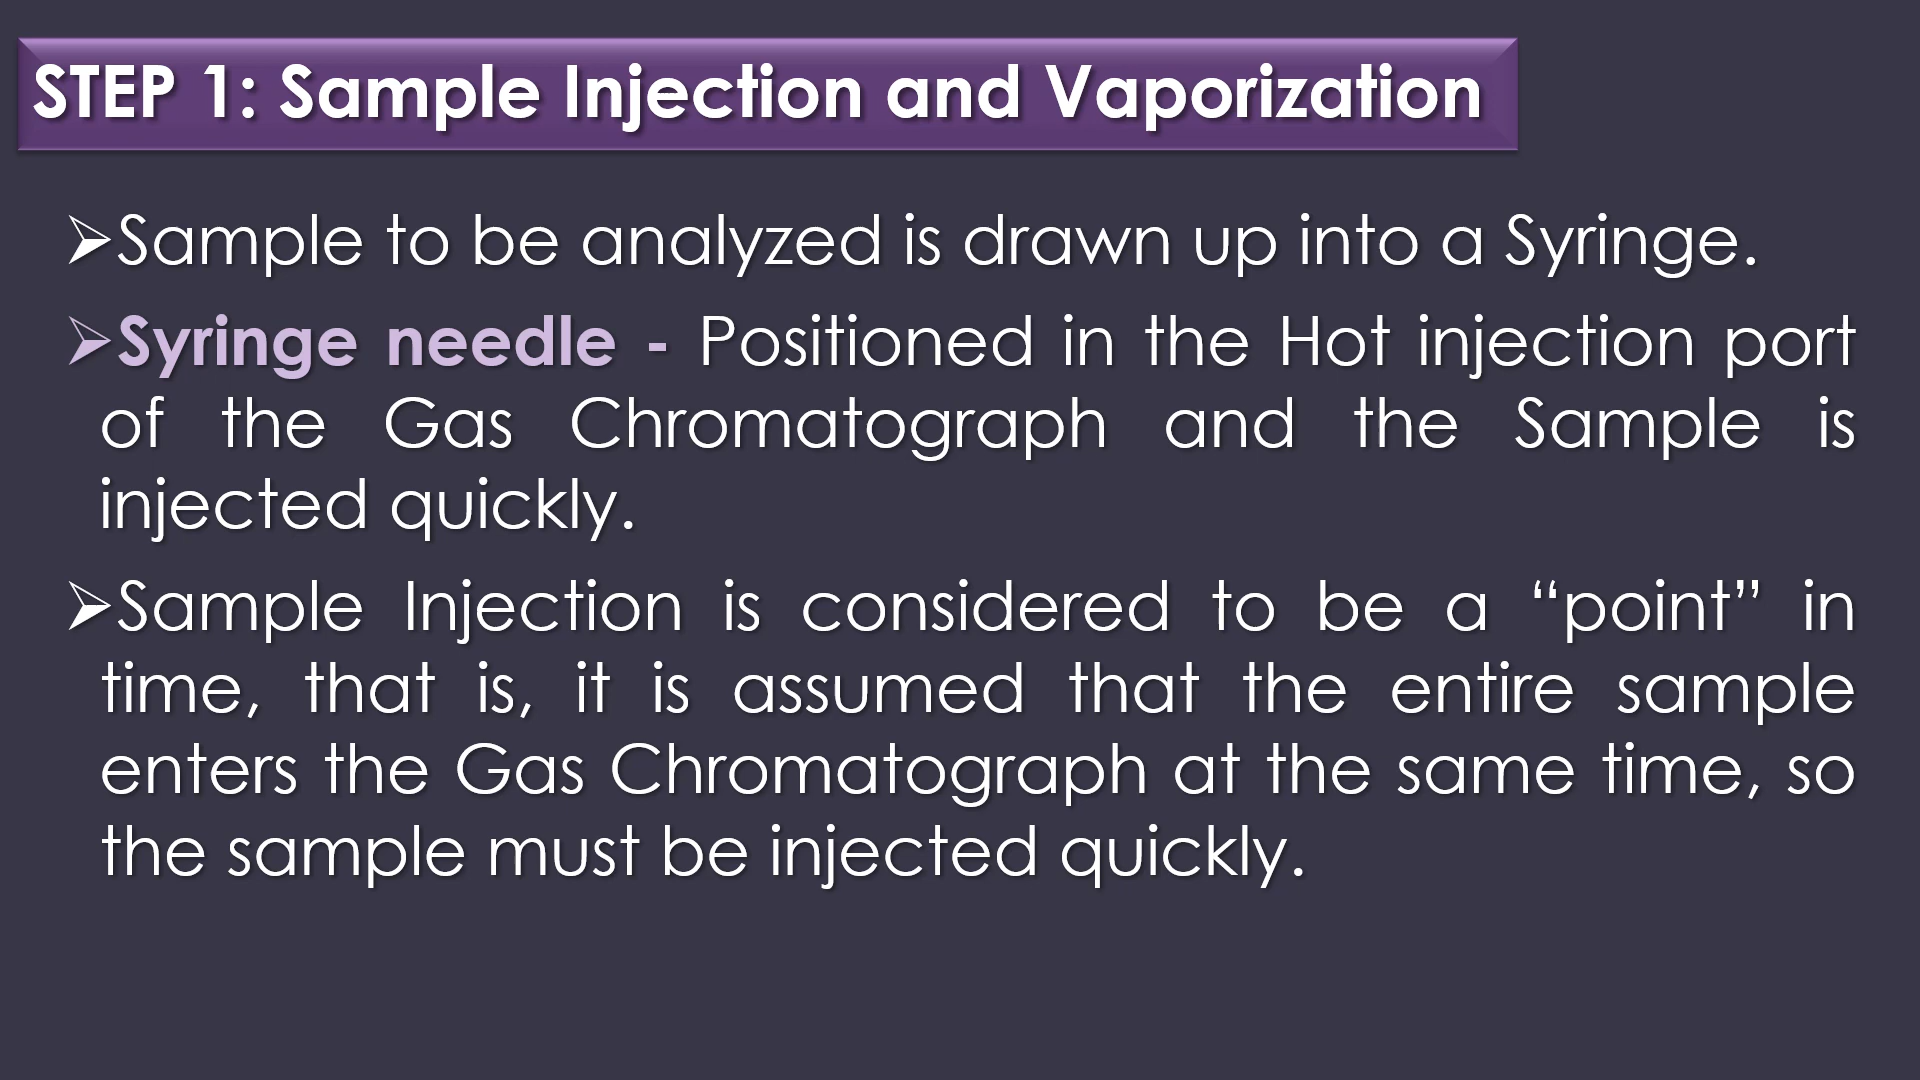 STEP 1: Sample Injection and Vaporization
➢Sample to be analyzed is drawn up into a Syringe.
➢Syringe needle - Positioned in the Hot injection port
of the Gas Chromatograph and the Sample is
injected quickly.
➢Sample Injection is considered to be a “point” in
time, that is, it is assumed that the entire sample
enters the Gas Chromatograph at the same time, so
the sample must be injected quickly.